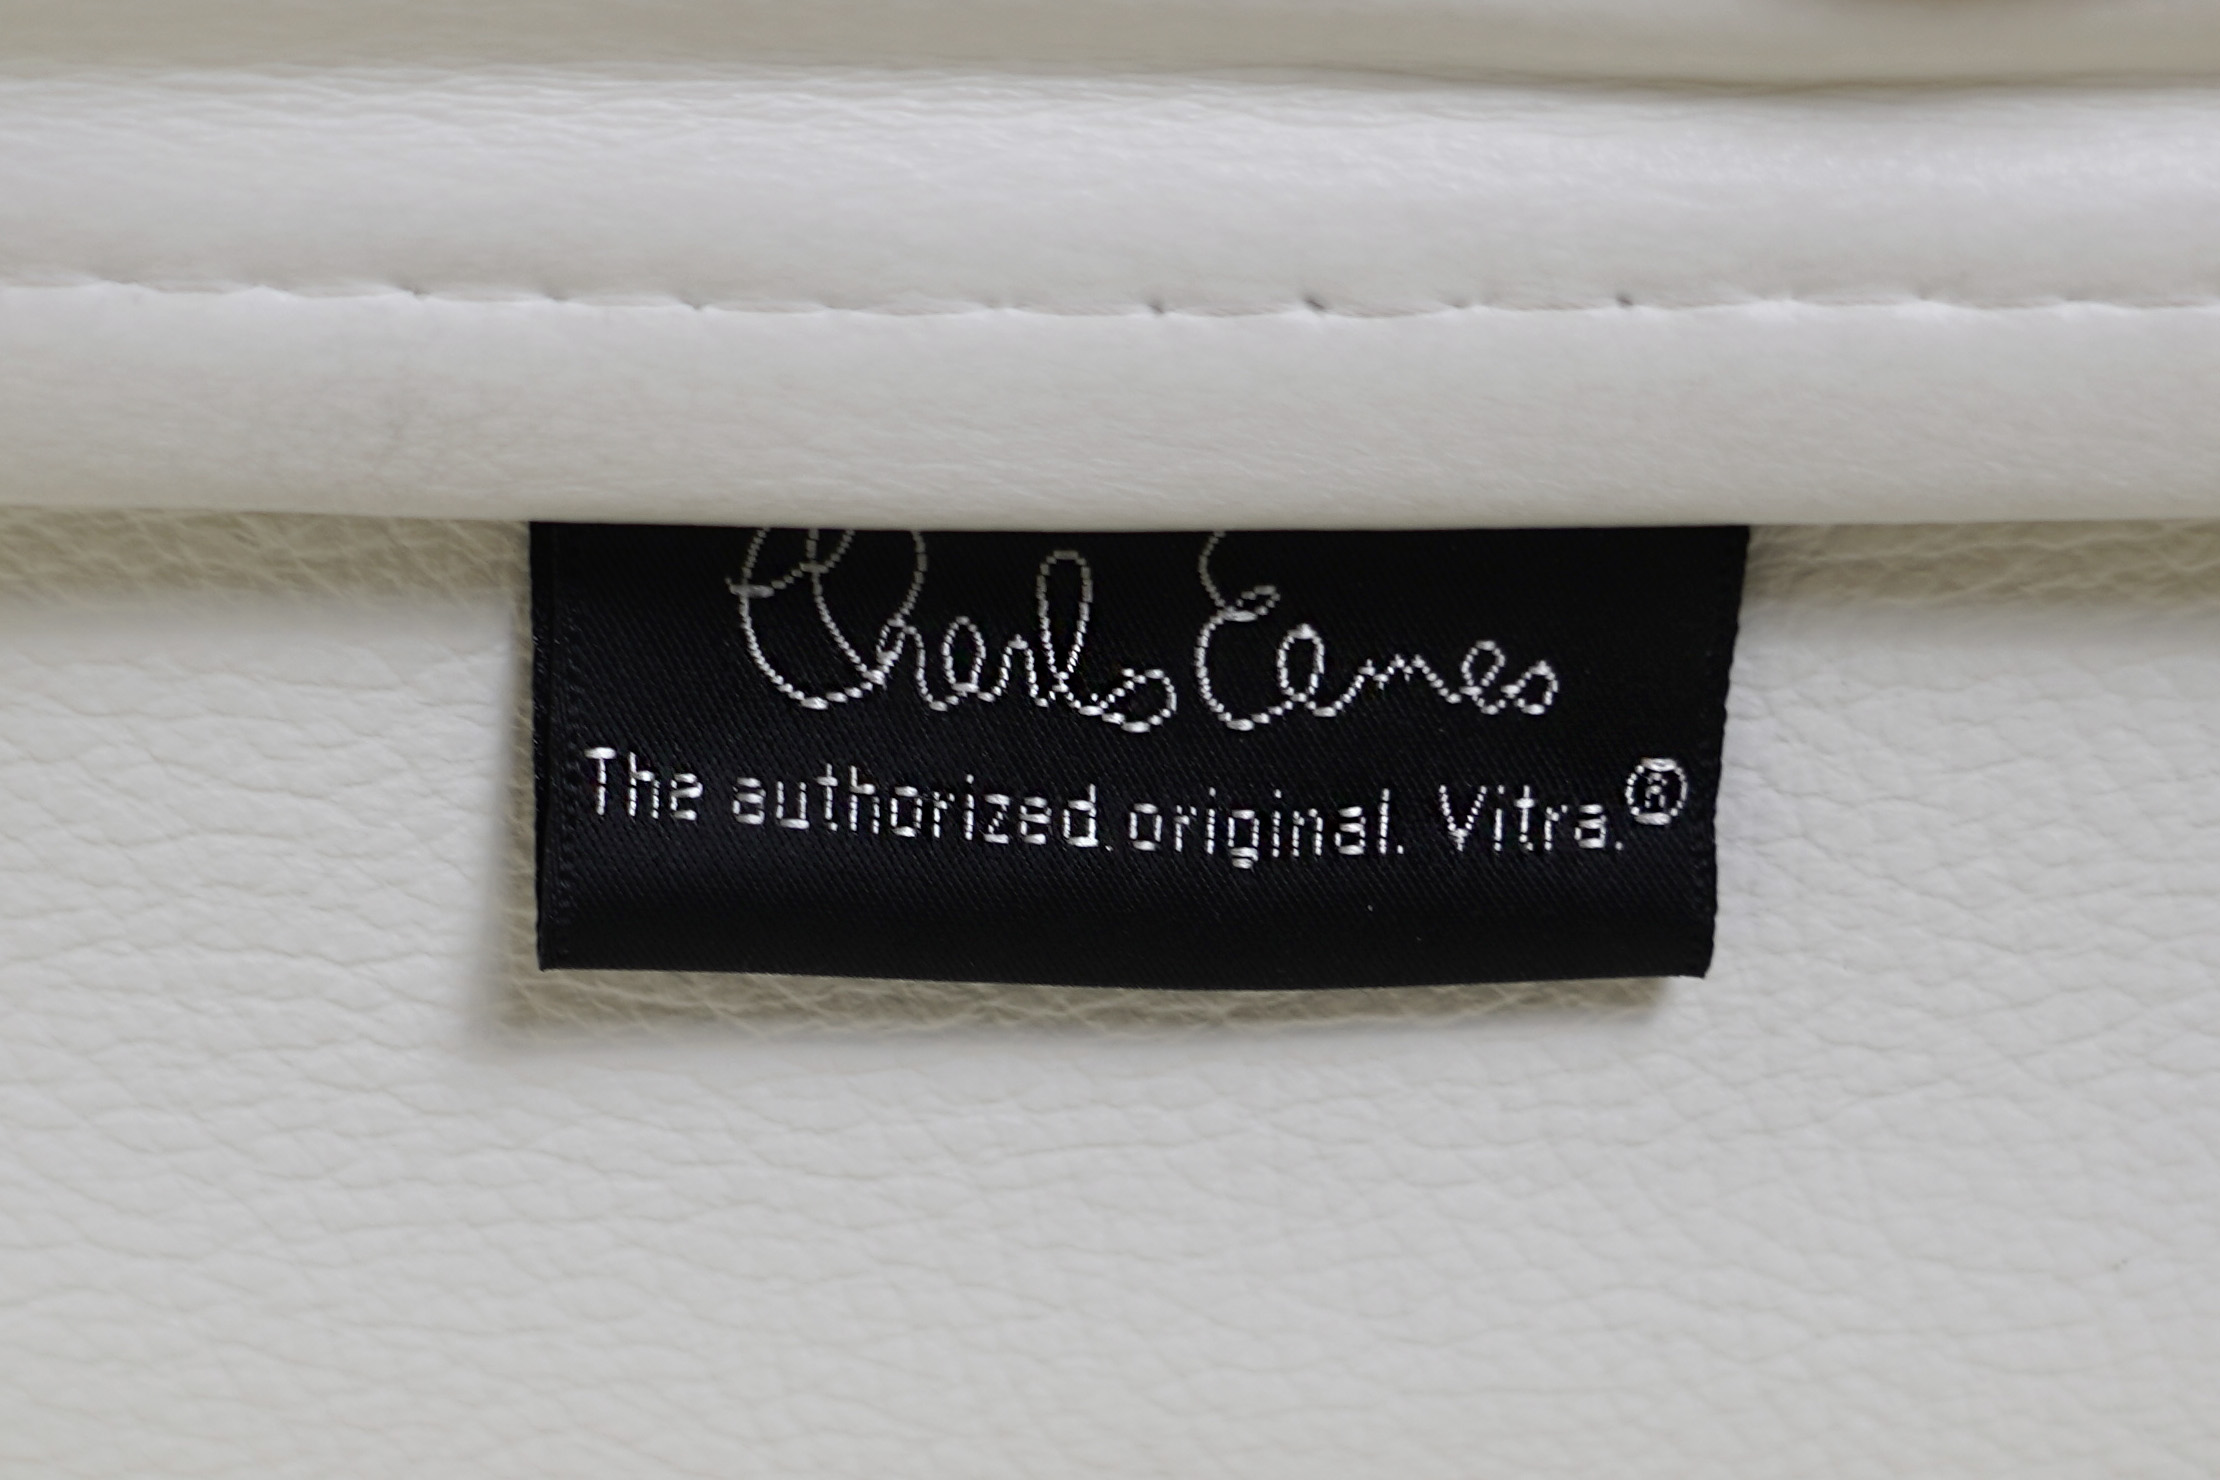 Charles Eames
The authorized original. Vitra.®